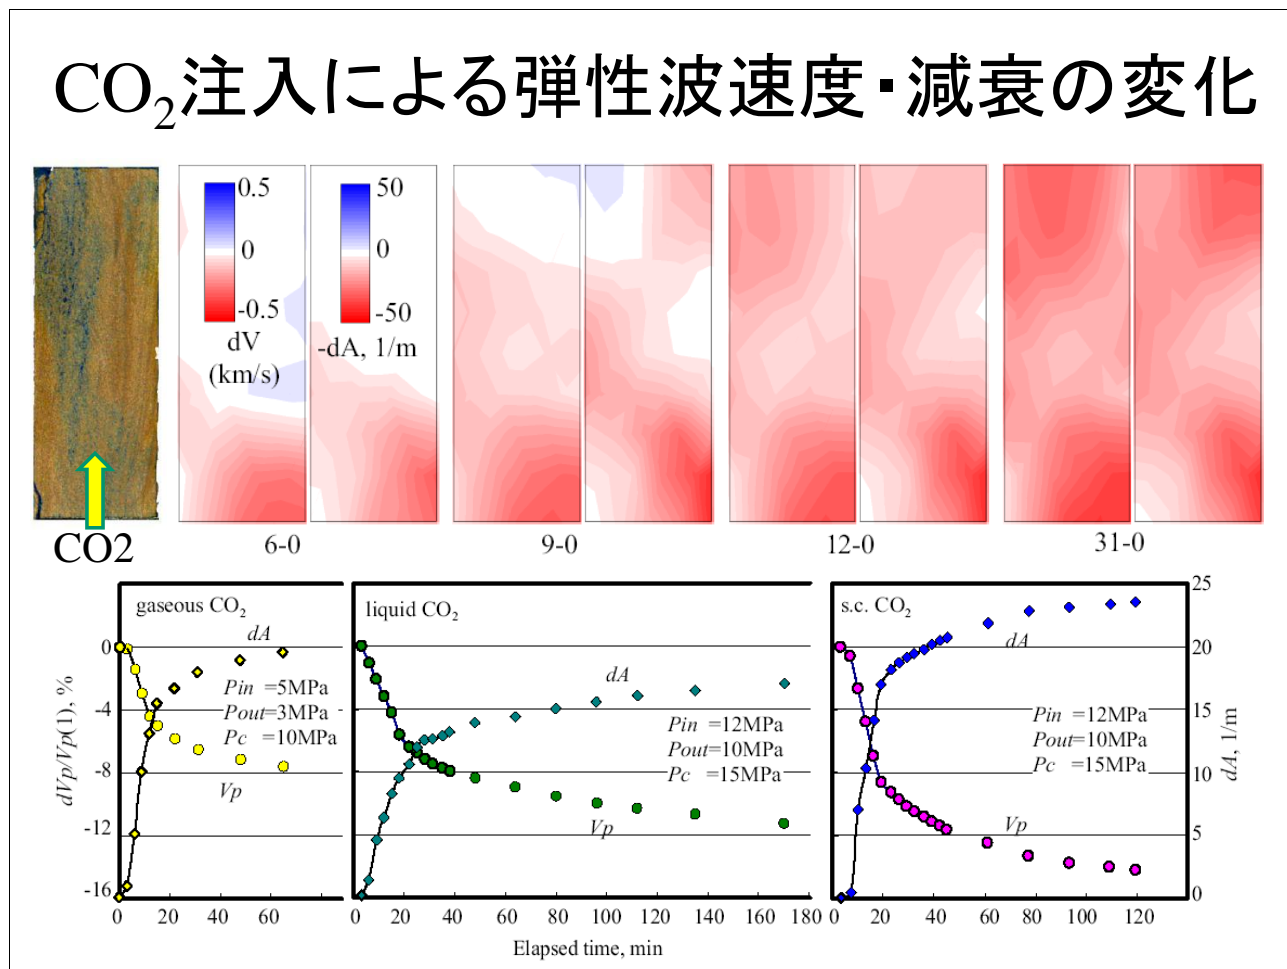 CO₂注入による弾性波速度・減衰の変化
0.5
0
-0.5
dV
(km/s)
50
0
-50
-dA, 1/m
CO2
6-0
9-0
12-0
31-0
gaseous CO₂
dA
Pin =5MPa
Pout=3MPa
Pc =10MPa
Vp
liquid CO₂
dA
Pin =12MPa
Pout=10MPa
Pc =15MPa
Vp
s.c. CO₂
dA
Pin =12MPa
Pout=10MPa
Pc =15MPa
Vp
dVp/Vp(1), %
0
-4
-8
-12
-16
25
20
15
10
5
0
dA, 1/m
0 20 40 60
0 20 40 60 80 100 120 140 160 180
0 20 40 60 80 100 120
Elapsed time, min